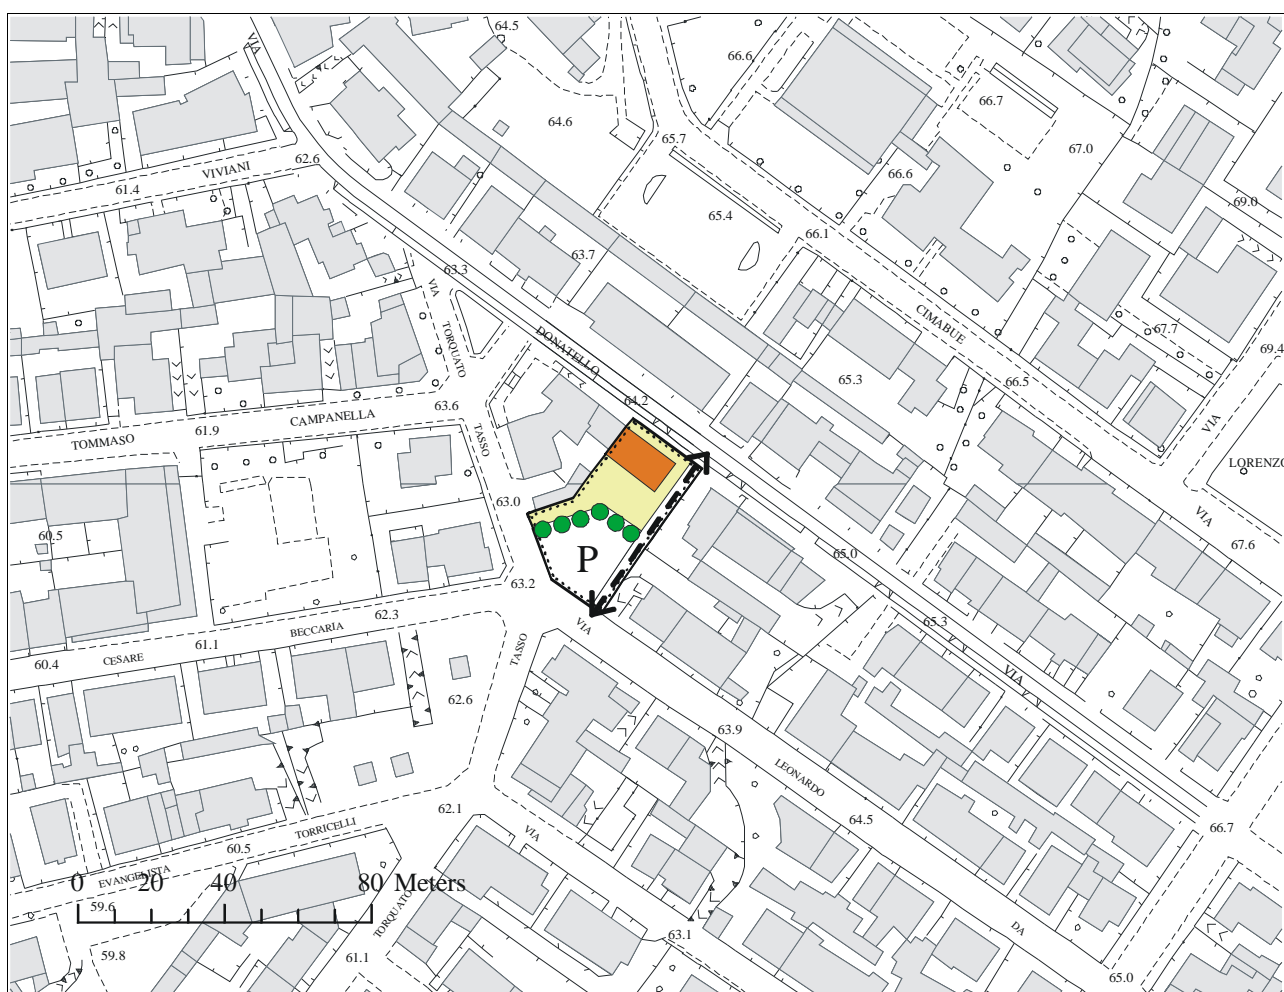 64.5
VIA
66.6
66.7
64.6
65.7
67.0
62.6
VIVIANI
61.4
66.6
69.0
65.4
66.1
63.7
63.3
VIA
DONATELLO
CIMABUE
67.7
69.4
TORQUATO
65.3
66.5
64.2
63.6
CAMPANELLA
61.9
TOMMASO
TASSO
VIA
LORENZO
63.0
VIA
60.5
67.6
65.0
P
63.2
62.3
BECCARIA
65.3
VIA
61.1
CESARE
60.4
TASSO
VIA
62.6
63.9
LEONARDO
62.1
VIA
64.5
66.7
TORRICELLI
60.5
EVANGELISTA
0 20 40 80 Meters
59.6
TORQUATO
DA
63.1
59.8
61.1
65.0